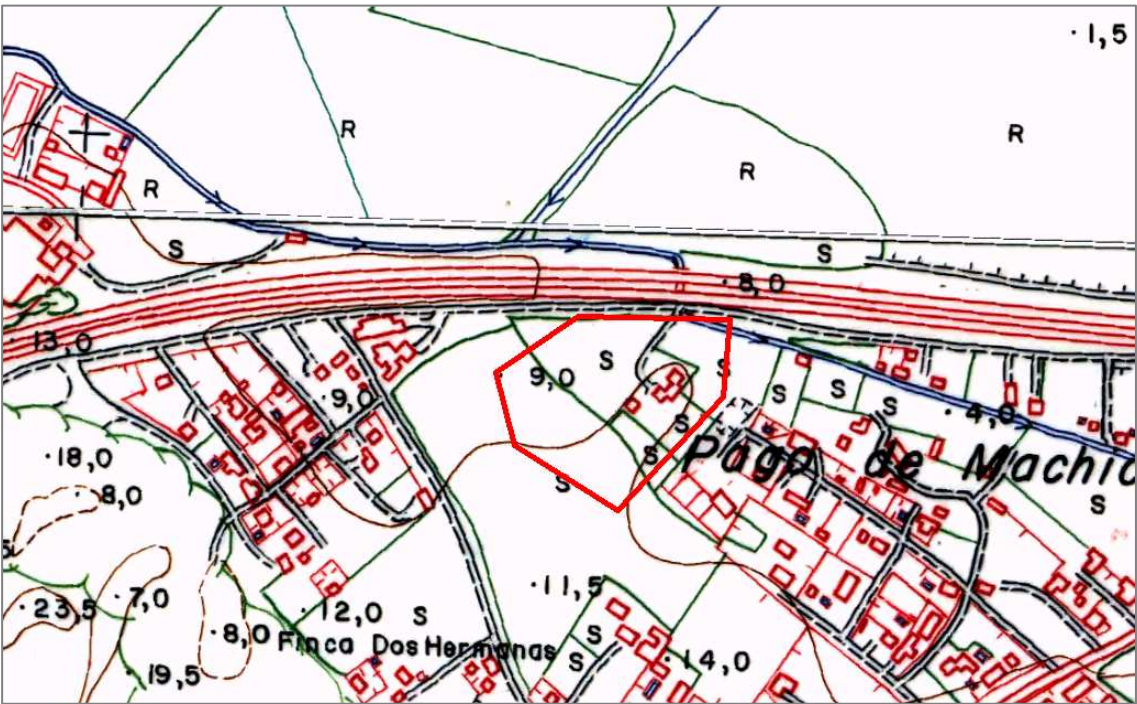 1,5
R
R
R
R
S
S
8,0
13,0
S
9,0
S
9,0
S
S
S
4,0
S
18,0
S
Pago de Machic
8,0
S
S
11,5
7,0
23,5
12,0
S
8,0
Finca Dos Hermanas
S
S
14,0
19,5